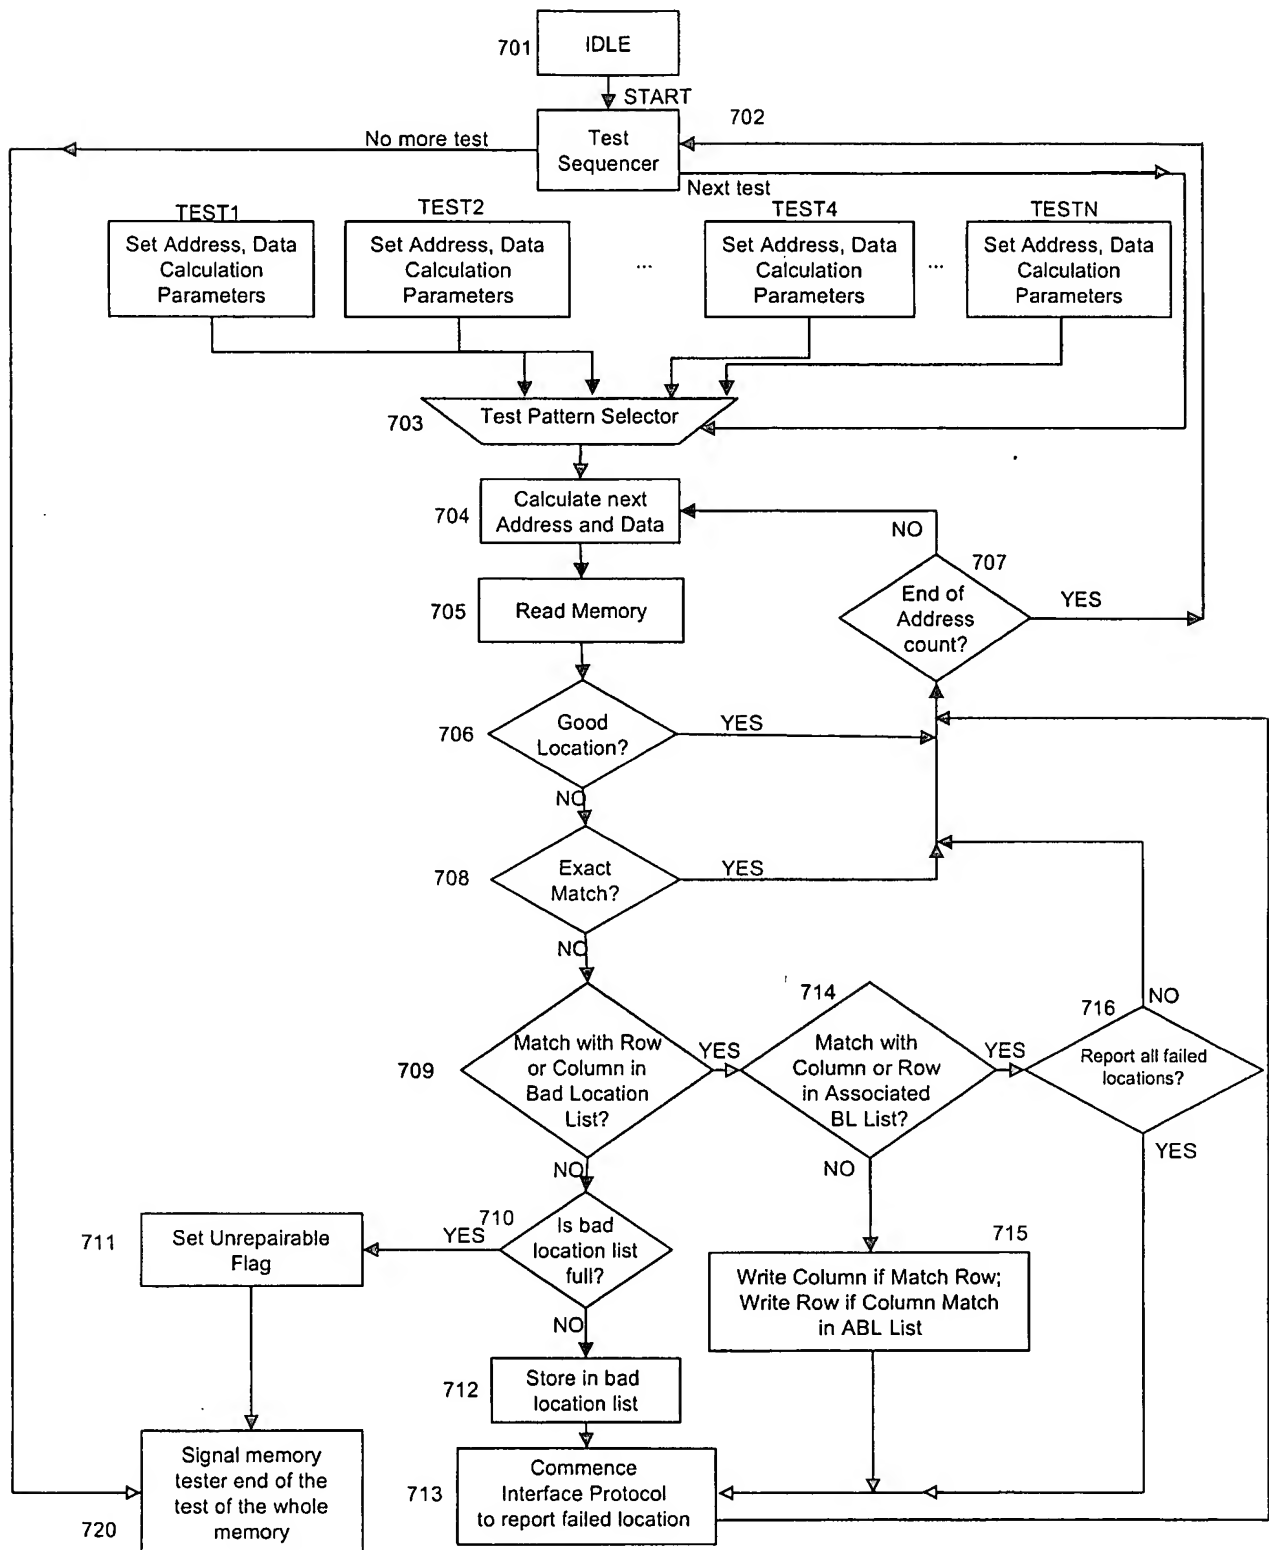 701
IDLE
START
702
No more test
Test
Sequencer
Next test
TEST1
TEST2
TEST4
TESTN
Set Address, Data
Calculation
Parameters
Set Address, Data
Calculation
Parameters
...
Set Address, Data
Calculation
Parameters
...
Set Address, Data
Calculation
Parameters
703
Test Pattern Selector
704
Calculate next
Address and Data
NO
707
705
Read Memory
End of
Address
count?
YES
706
Good
Location?
YES
NO
708
Exact
Match?
YES
NO
709
Match with Row
or Column in
Bad Location
List?
YES
714
Match with
Column or Row
in Associated
BL List?
YES
716
NO
Report all failed
locations?
YES
NO
NO
710
YES
Is bad
location list
full?
711
Set Unrepairable
Flag
715
Write Column if Match Row;
Write Row if Column Match
in ABL List
NO
712
Store in bad
location list
713
Commence
Interface Protocol
to report failed location
720
Signal memory
tester end of the
test of the whole
memory